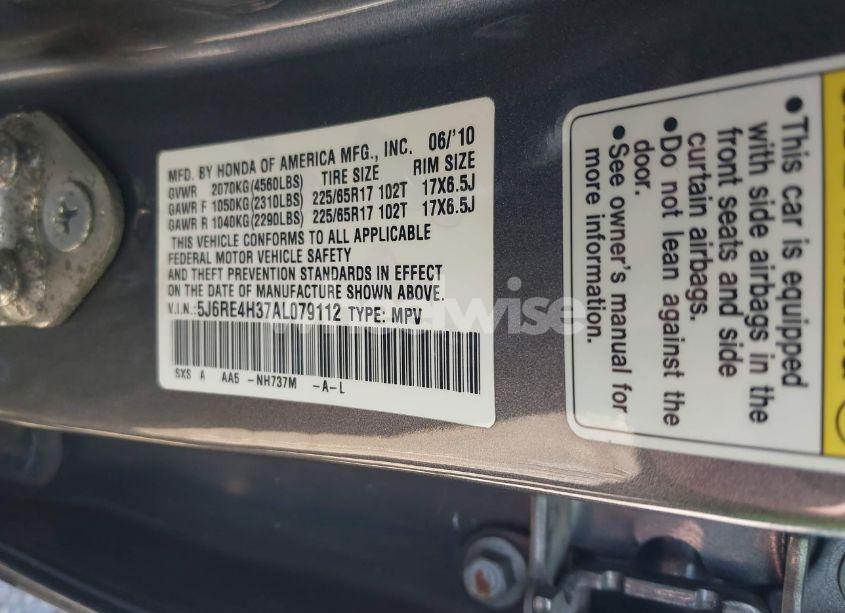 MFD. BY HONDA OF AMERICA MFG., INC. 06/'10
GVWR 2070KG(4560LBS) TIRE SIZE RIM SIZE
GAWR F 1050KG(2310LBS) 225/65R17 102T 17X6.5J
GAWR R 1040KG(2290LBS) 225/65R17 102T 17X6.5J
THIS VEHICLE CONFORMS TO ALL APPLICABLE
FEDERAL MOTOR VEHICLE SAFETY
AND THEFT PREVENTION STANDARDS IN EFFECT
ON THE DATE OF MANUFACTURE SHOWN ABOVE.
V.I.N.:5J6RE4H37AL079112 TYPE: MPV
SXS A AA5 -NH737M -A-L
•This car is equipped
with side airbags in the
front seats and side
curtain airbags.
•Do not lean against the
door.
•See owner's manual for
more information.